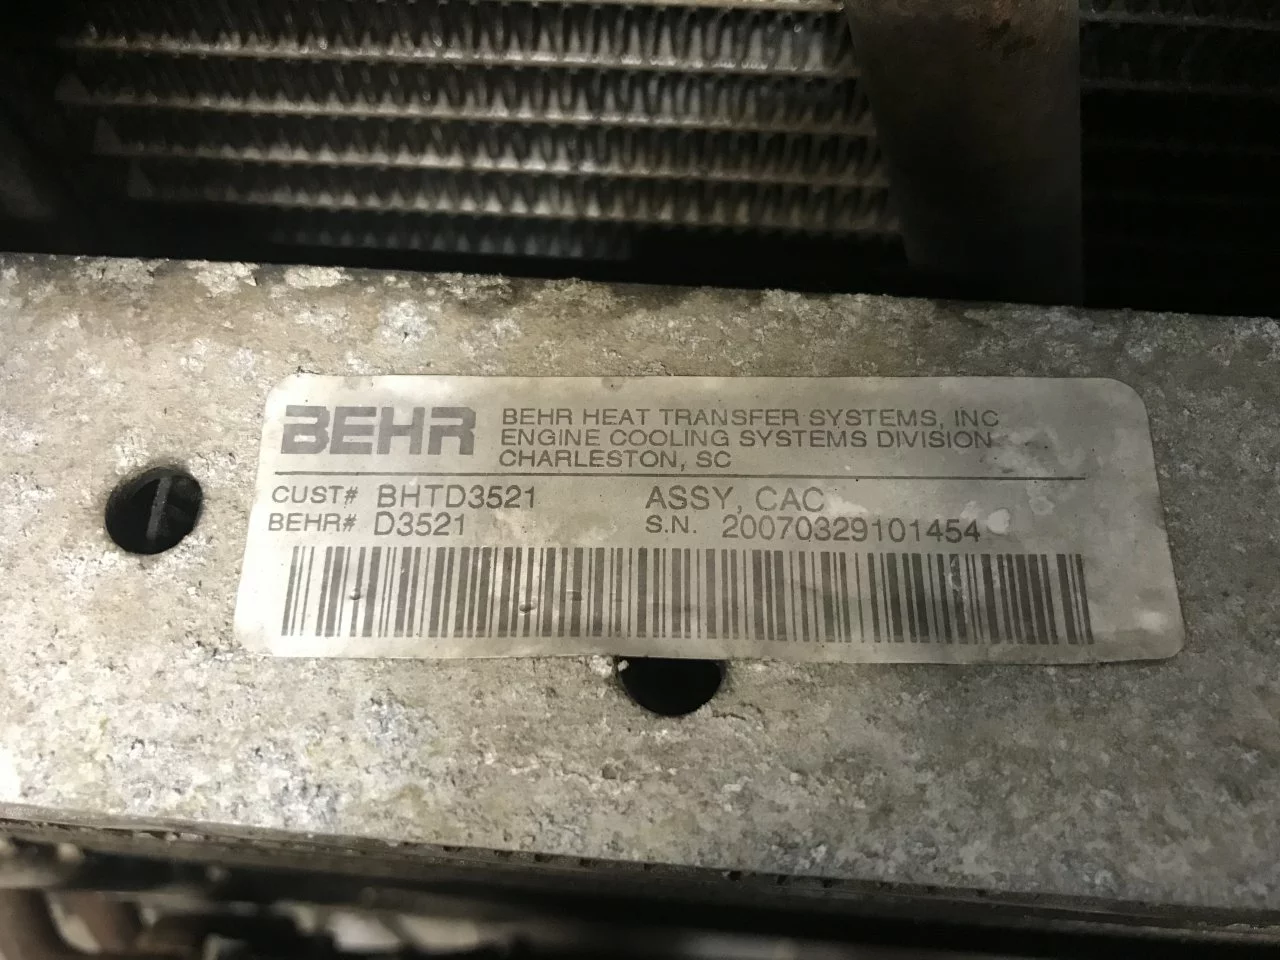 BEHR
BEHR HEAT TRANSFER SYSTEMS, INC
ENGINE COOLING SYSTEMS DIVISION
CHARLESTON, SC
CUST# BHTD3521 ASSY, CAC
BEHR# D3521 S.N. 20070329101454